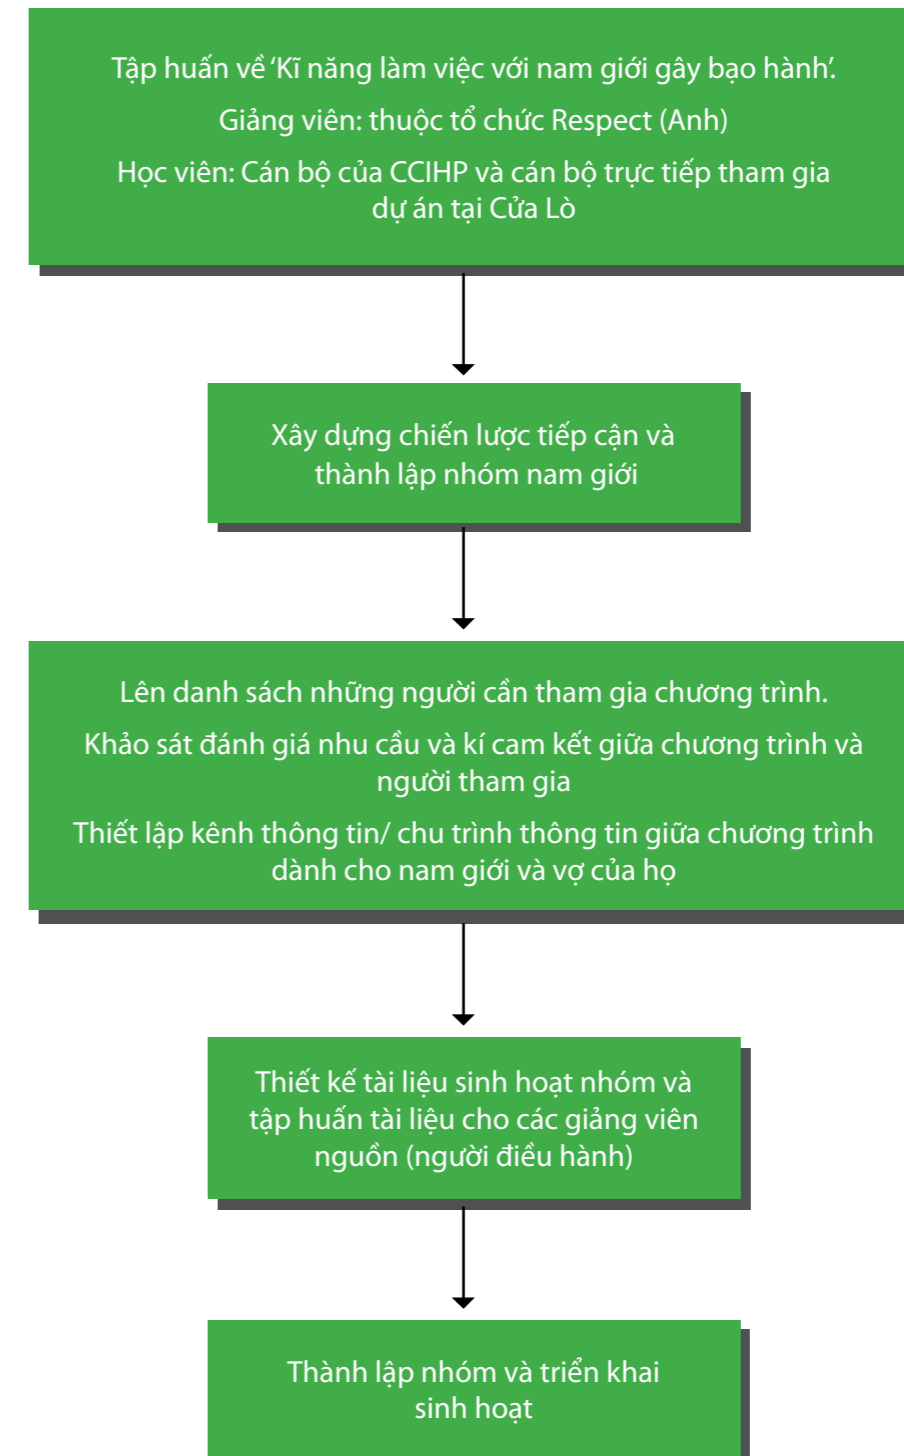 Tập huấn về ‘Kĩ năng làm việc với nam giới gây bạo hành’.
Giảng viên: thuộc tổ chức Respect (Anh)
Học viên: Cán bộ của CCIHP và cán bộ trực tiếp tham gia
dự án tại Cửa Lò
Xây dựng chiến lược tiếp cận và
thành lập nhóm nam giới
Lên danh sách những người cần tham gia chương trình.
Khảo sát đánh giá nhu cầu và kí cam kết giữa chương trình và
người tham gia
Thiết lập kênh thông tin/ chu trình thông tin giữa chương trình
dành cho nam giới và vợ của họ
Thiết kế tài liệu sinh hoạt nhóm và
tập huấn tài liệu cho các giảng viên
nguồn (người điều hành)
Thành lập nhóm và triển khai
sinh hoạt